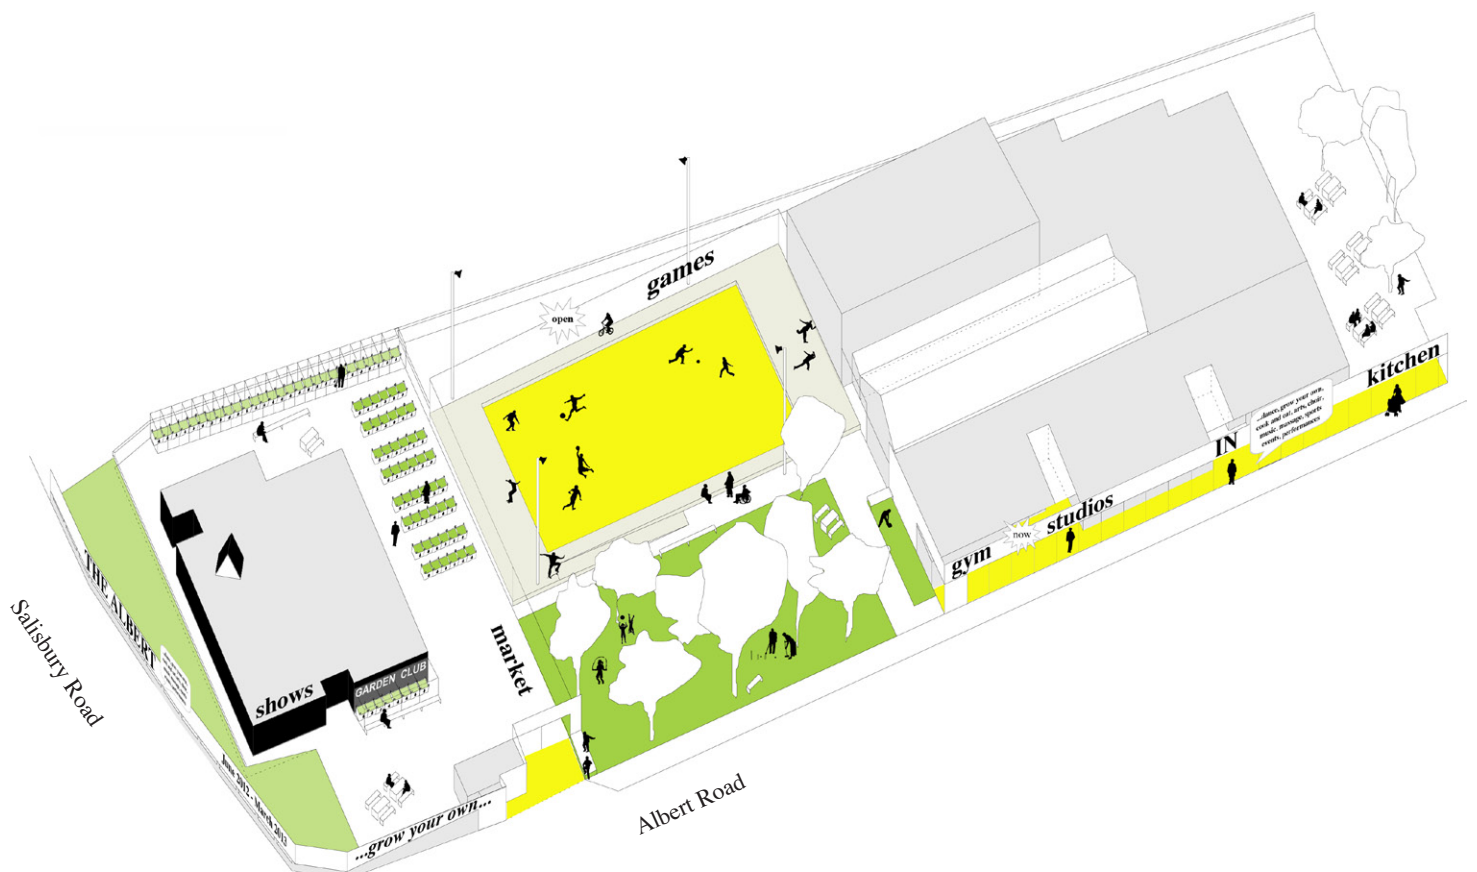 games
open
kitchen
...dance, grow your own,
cook and eat, arts, choir,
music, massage, sports
events, performances
IN
studios
now
gym
THE ALBERT
Salisbury Road
market
GARDEN CLUB
shows
June 2012 - March 2013
...grow your own...
Albert Road